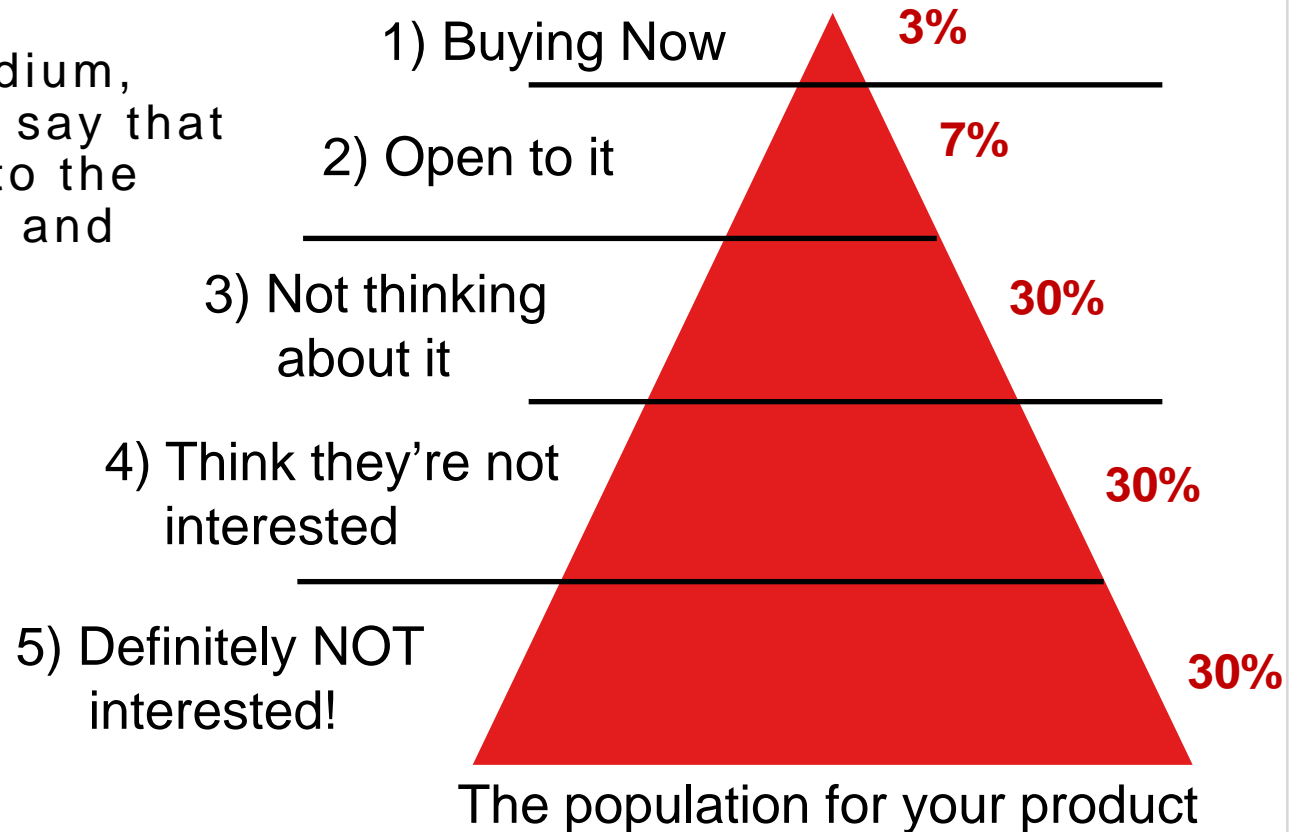 dium,
say that
to the
and
1) Buying Now
3%
2) Open to it
7%
3) Not thinking
about it
30%
4) Think they’re not
interested
30%
5) Definitely NOT
interested!
30%
The population for your product